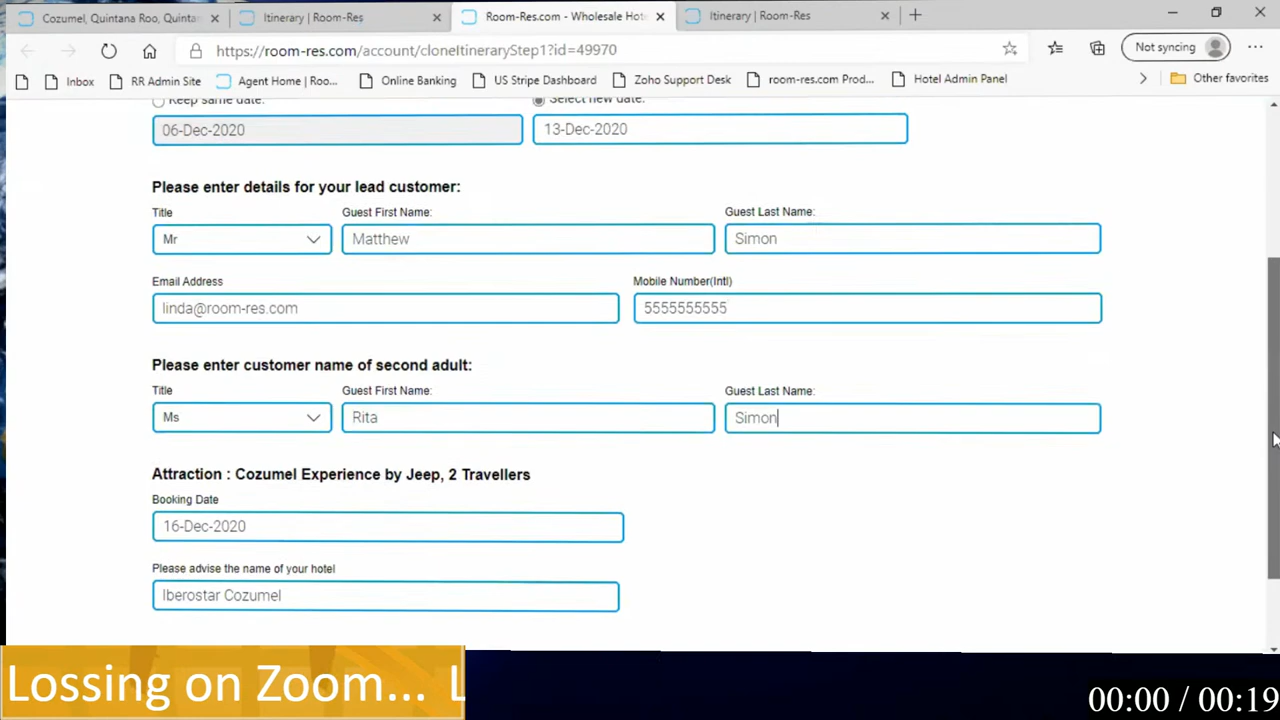 Cozumel, Quintana Roo, Quintan
Itinerary | Room-Res
Room-Res.com - Wholesale Hote
Itinerary | Room-Res
https://room-res.com/account/cloneItineraryStep1?id=49970
Not syncing
Inbox
RR Admin Site
Agent Home | Roo...
Online Banking
US Stripe Dashboard
Zoho Support Desk
room-res.com Prod...
Hotel Admin Panel
Other favorites
Keep same date:
Select new date:
06-Dec-2020
13-Dec-2020
Please enter details for your lead customer:
Title
Guest First Name:
Guest Last Name:
Mr
Matthew
Simon
Email Address
Mobile Number(Intl)
linda@room-res.com
5555555555
Please enter customer name of second adult:
Title
Guest First Name:
Guest Last Name:
Ms
Rita
Simon
Attraction : Cozumel Experience by Jeep, 2 Travellers
Booking Date
16-Dec-2020
Please advise the name of your hotel
Iberostar Cozumel
Lossing on Zoom... L
00:00 / 00:19